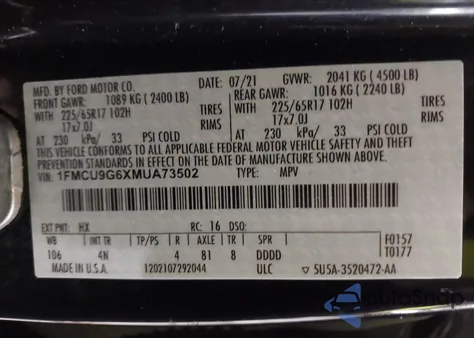 MFD. BY FORD MOTOR CO. DATE: 07/21 GVWR: 2041 KG ( 4500 LB)
FRONT GAWR: 1089 KG ( 2400 LB) REAR GAWR: 1016 KG ( 2240 LB)
WITH 225/65R17 102H TIRES WITH 225/65R17 102H TIRES
17x7.0J RIMS 17x7.0J RIMS
AT 230 kPa/ 33 PSI COLD AT 230 kPa/ 33 PSI COLD
THIS VEHICLE CONFORMS TO ALL APPLICABLE FEDERAL MOTOR VEHICLE SAFETY AND THEFT
PREVENTION STANDARDS IN EFFECT ON THE DATE OF MANUFACTURE SHOWN ABOVE.
VIN: 1FMCU9G6XMUA73502 TYPE: MPV
EXT PNT: HX RC: 16 DSO: F0157
WB INT TR TP/PS R AXLE TR SPR T0177
106 4N 4 81 8 DDDD
MADE IN U.S.A. 1202107292044 ULC ▽ 5U5A-3520472-AA
AutoSnap